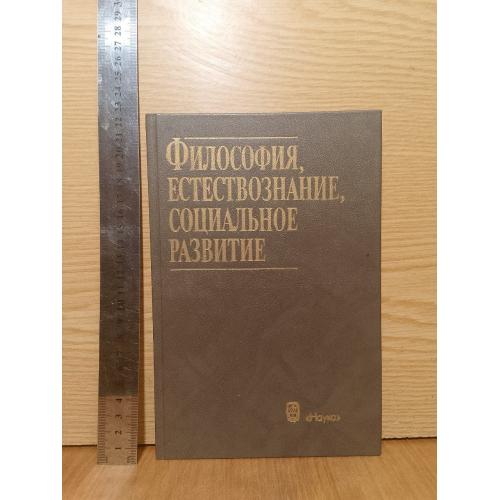 ФИЛОСОФИЯ,
ЕСТЕСТВОЗНАНИЕ,
СОЦИАЛЬНОЕ
РАЗВИТИЕ
«Наука»